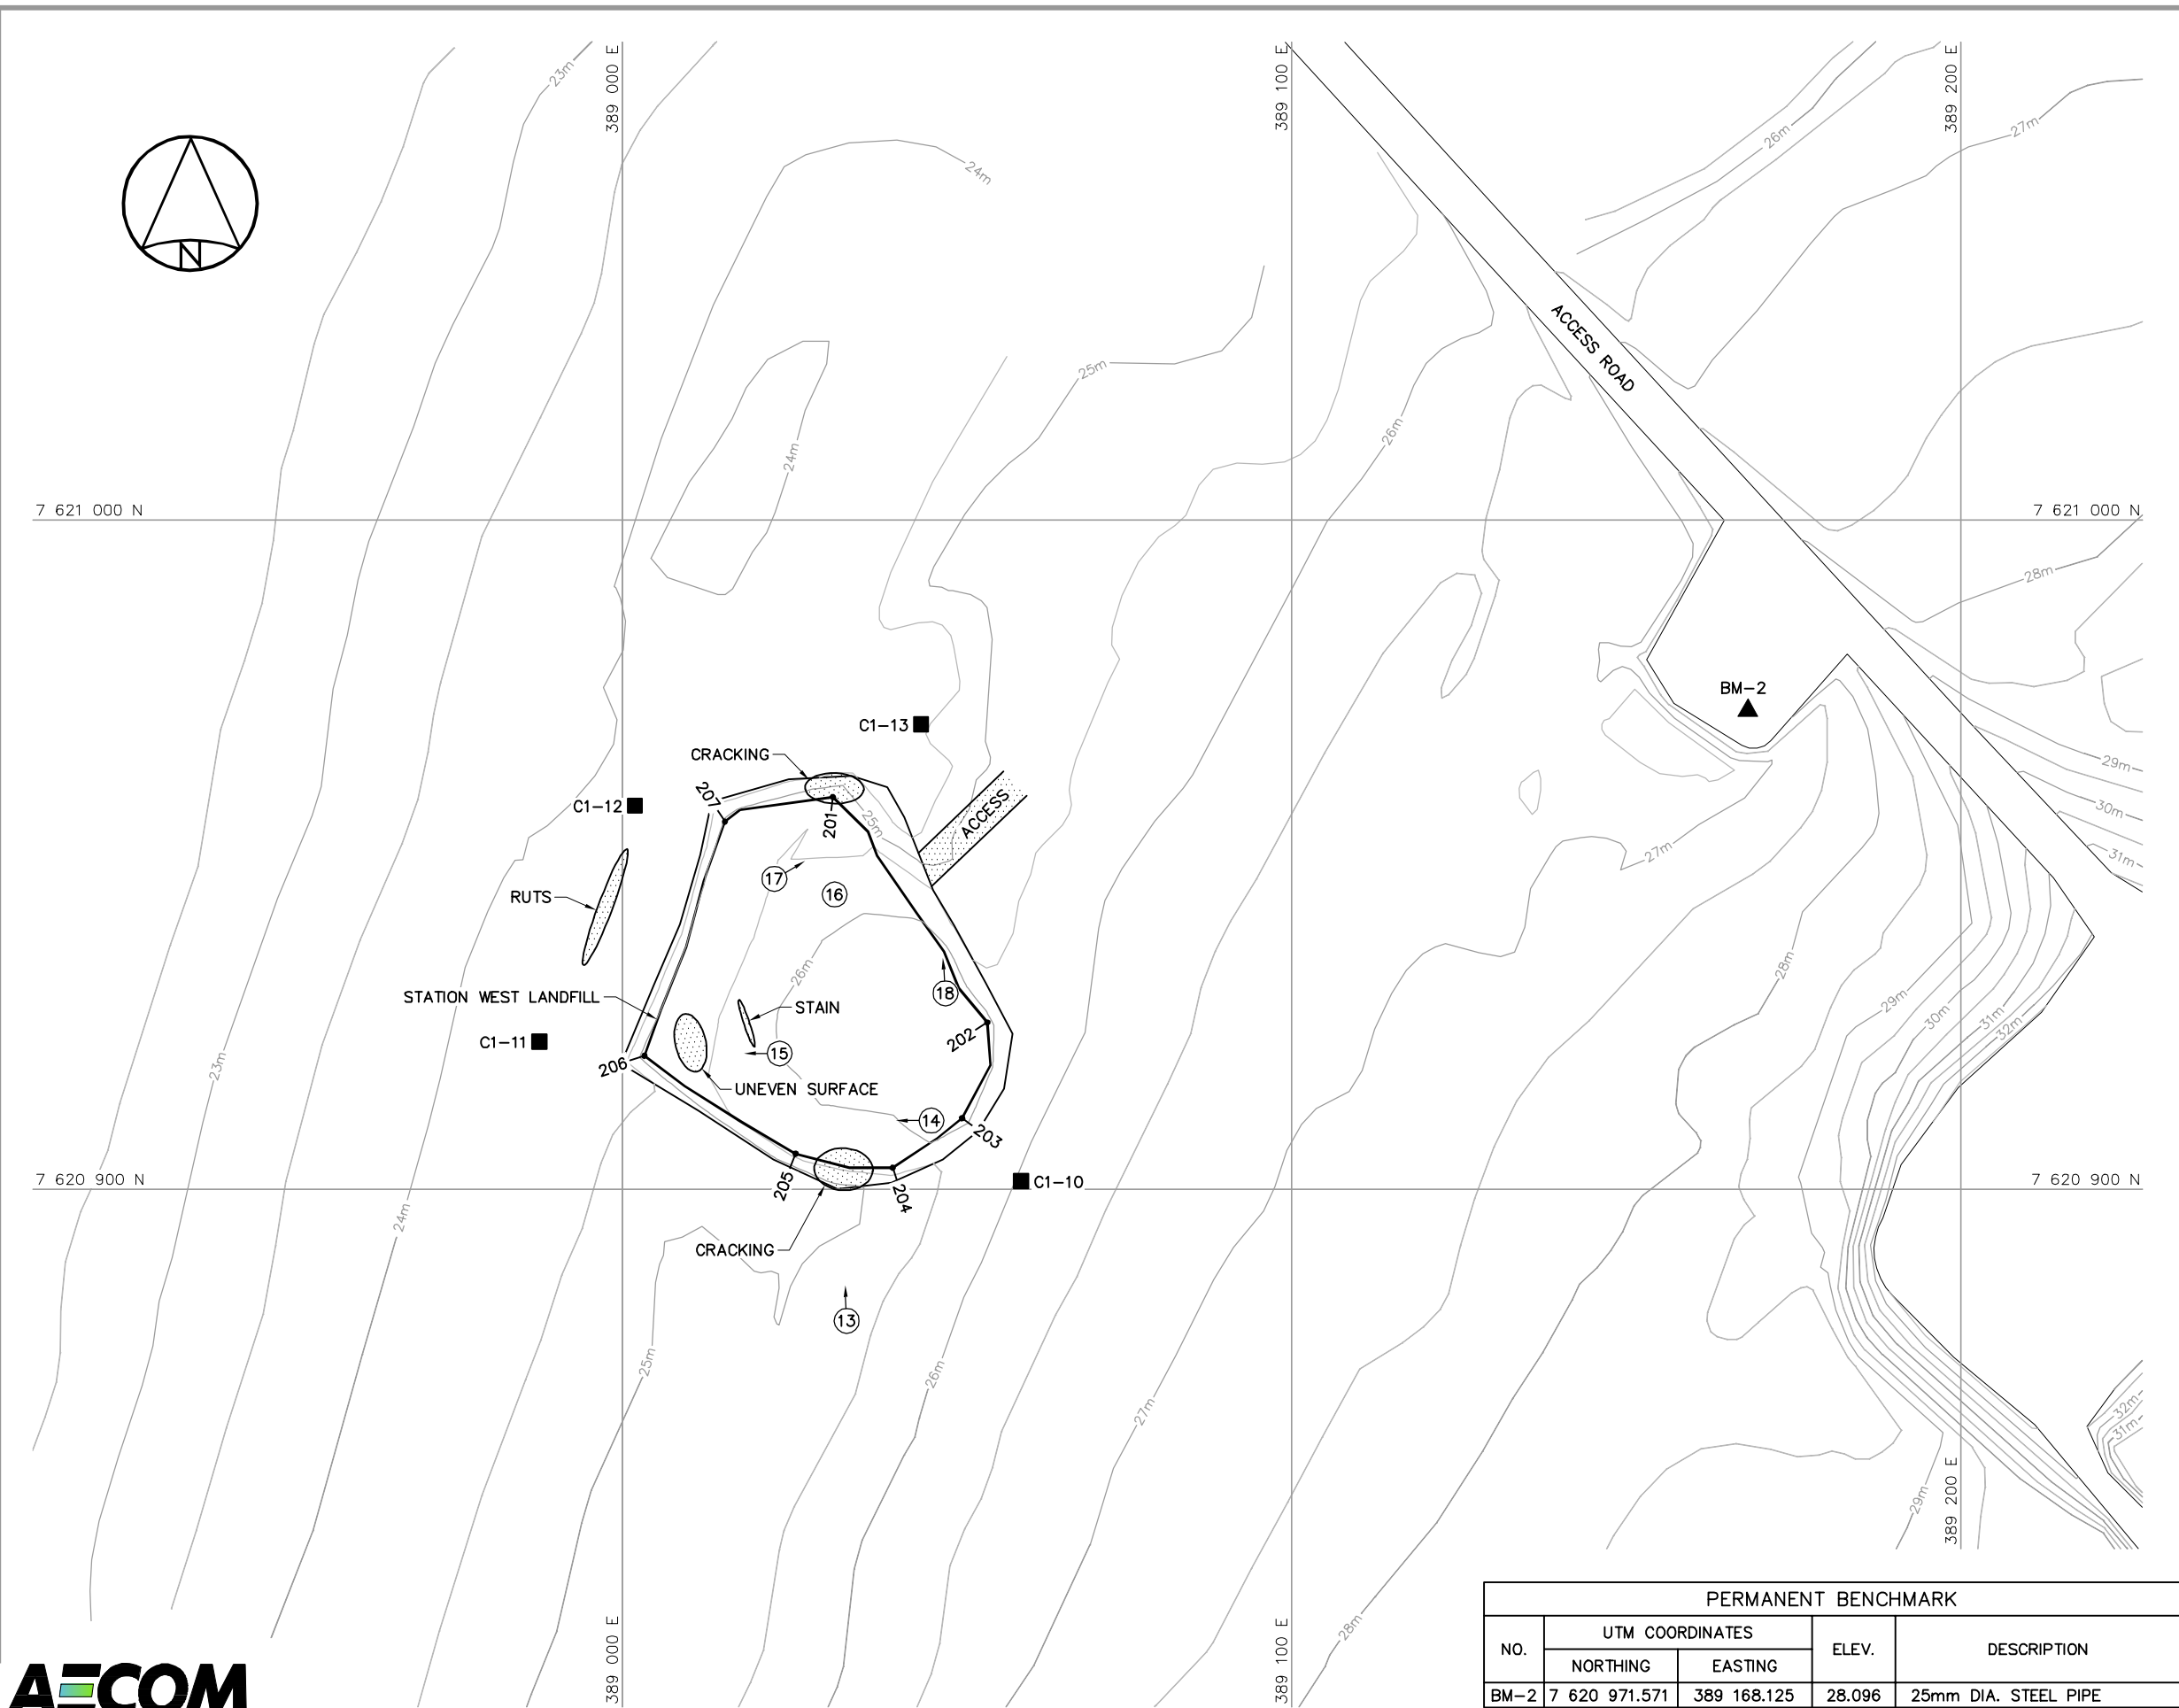 389 000 E
389 100 E
389 200 E
23m
26m
27m
24m
N
25m
ACCESS ROAD
26m
24m
7 621 000 N
7 621 000 N
28m
BM-2
C1-13
CRACKING
29m
207
C1-12
ACCESS
30m
201
25m
27m
31m
17
16
RUTS
26m
28m
18
29m
STATION WEST LANDFILL
STAIN
30m
31m
32m
202
C1-11
15
206
23m
UNEVEN SURFACE
14
203
7 620 900 N
205
204
C1-10
7 620 900 N
24m
CRACKING
13
25m
26m
27m
32m
31m
29m
389 200 E
28m
389 000 E
389 100 E
PERMANENT BENCHMARK
NO.
UTM COORDINATES
ELEV.
DESCRIPTION
NORTHING
EASTING
BM-2 7 620 971.571 389 168.125 28.096 25mm DIA. STEEL PIPE
AECOM